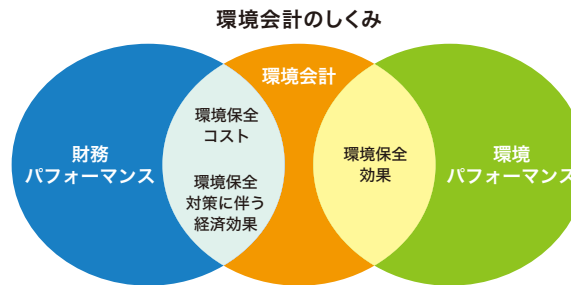 環境会計のしくみ
環境会計
財務
パフォーマンス
環境保全
コスト
環境保全
対策に伴う
経済効果
環境保全
効果
環境
パフォーマンス